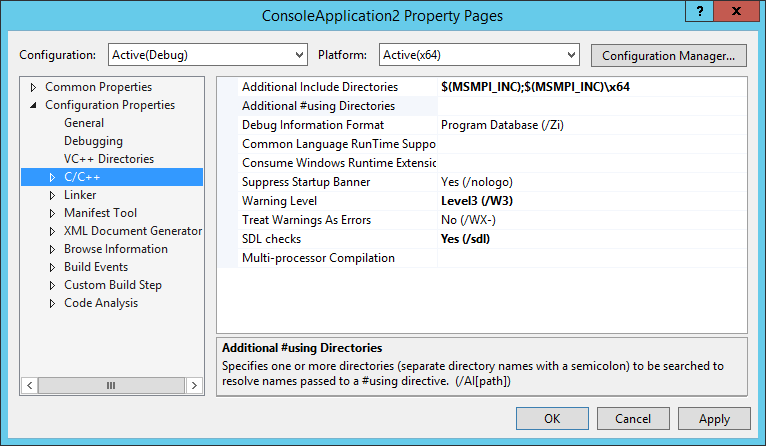 ConsoleApplication2 Property Pages
? x
Configuration: Active(Debug) Platform: Active(x64) Configuration Manager...
Common Properties
Configuration Properties
General
Debugging
VC++ Directories
C/C++
Linker
Manifest Tool
XML Document Generator
Browse Information
Build Events
Custom Build Step
Code Analysis
Additional Include Directories $(MSMPI_INC);$(MSMPI_INC)\x64
Additional #using Directories
Debug Information Format Program Database (/Zi)
Common Language RunTime Suppo
Consume Windows Runtime Extensic
Suppress Startup Banner Yes (/nologo)
Warning Level Level3 (/W3)
Treat Warnings As Errors No (/WX-)
SDL checks Yes (/sdl)
Multi-processor Compilation
Additional #using Directories
Specifies one or more directories (separate directory names with a semicolon) to be searched to
resolve names passed to a #using directive. (/AI[path])
OK Cancel Apply